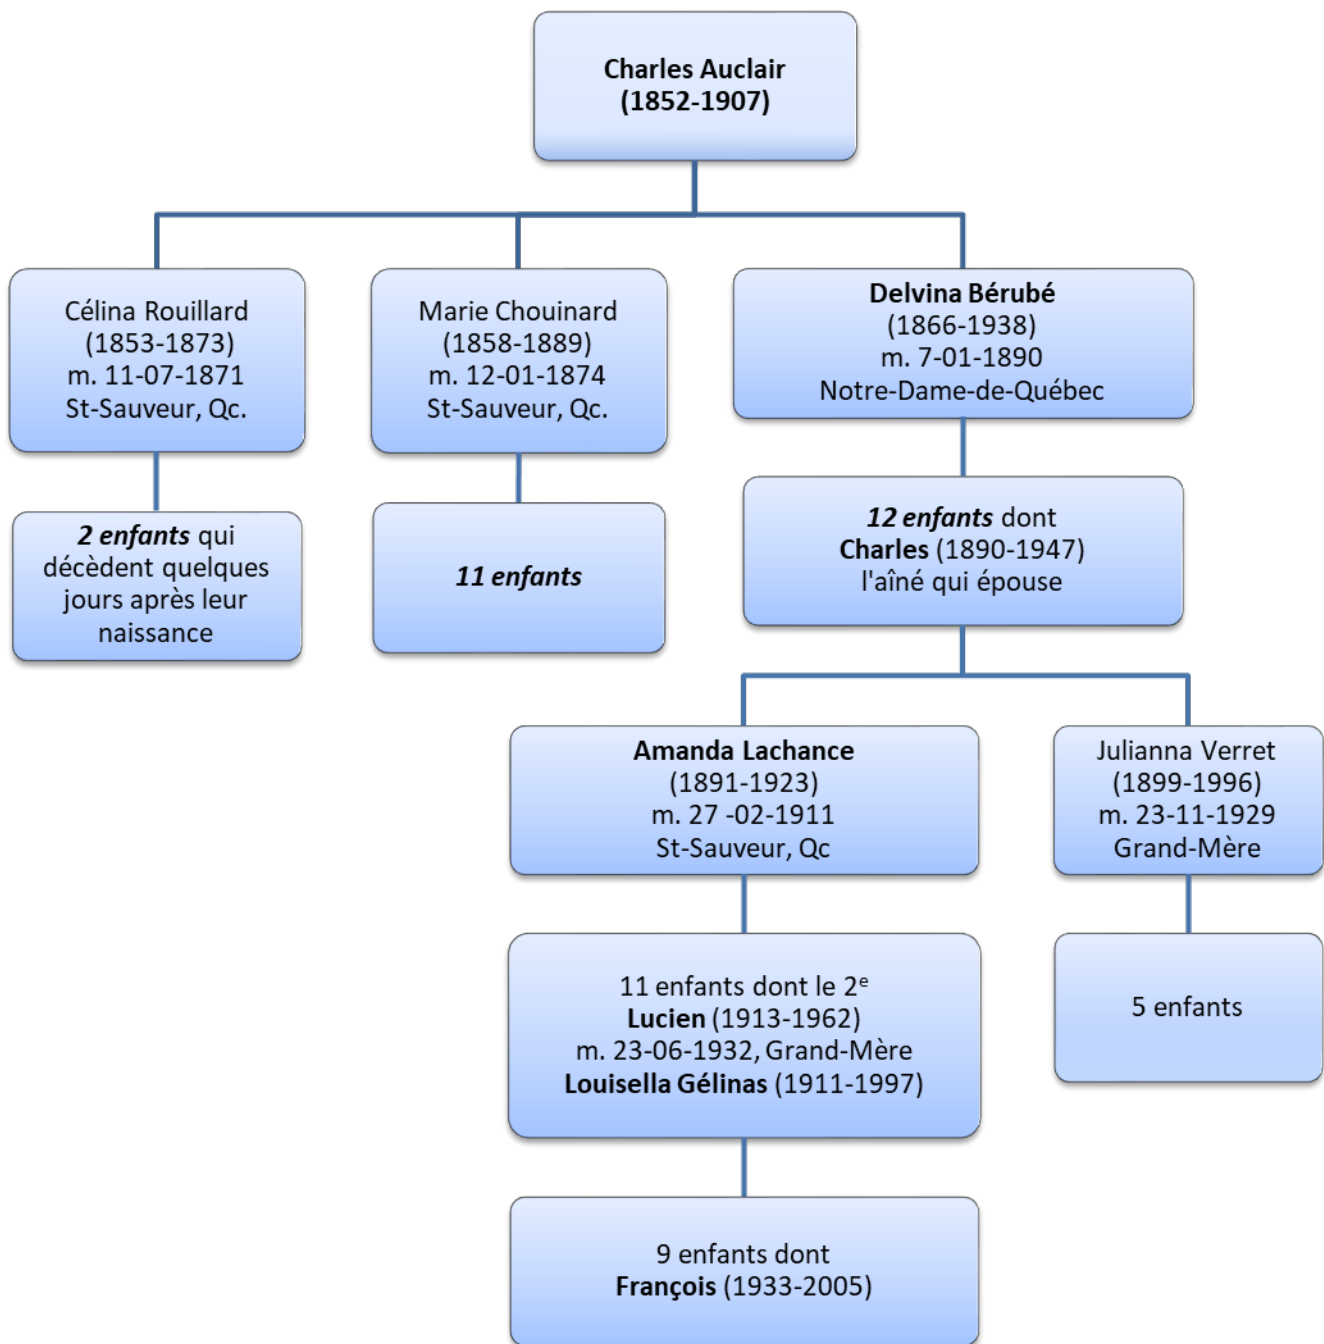 Charles Auclair
(1852-1907)
Célina Rouillard
(1853-1873)
m. 11-07-1871
St-Sauveur, Qc.
Marie Chouinard
(1858-1889)
m. 12-01-1874
St-Sauveur, Qc.
Delvina Bérubé
(1866-1938)
m. 7-01-1890
Notre-Dame-de-Québec
2 enfants qui
décèdent quelques
jours après leur
naissance
11 enfants
12 enfants dont
Charles (1890-1947)
l'aîné qui épouse
Amanda Lachance
(1891-1923)
m. 27 -02-1911
St-Sauveur, Qc
Julianna Verret
(1899-1996)
m. 23-11-1929
Grand-Mère
11 enfants dont le 2e
Lucien (1913-1962)
m. 23-06-1932, Grand-Mère
Louisella Gélinas (1911-1997)
5 enfants
9 enfants dont
François (1933-2005)